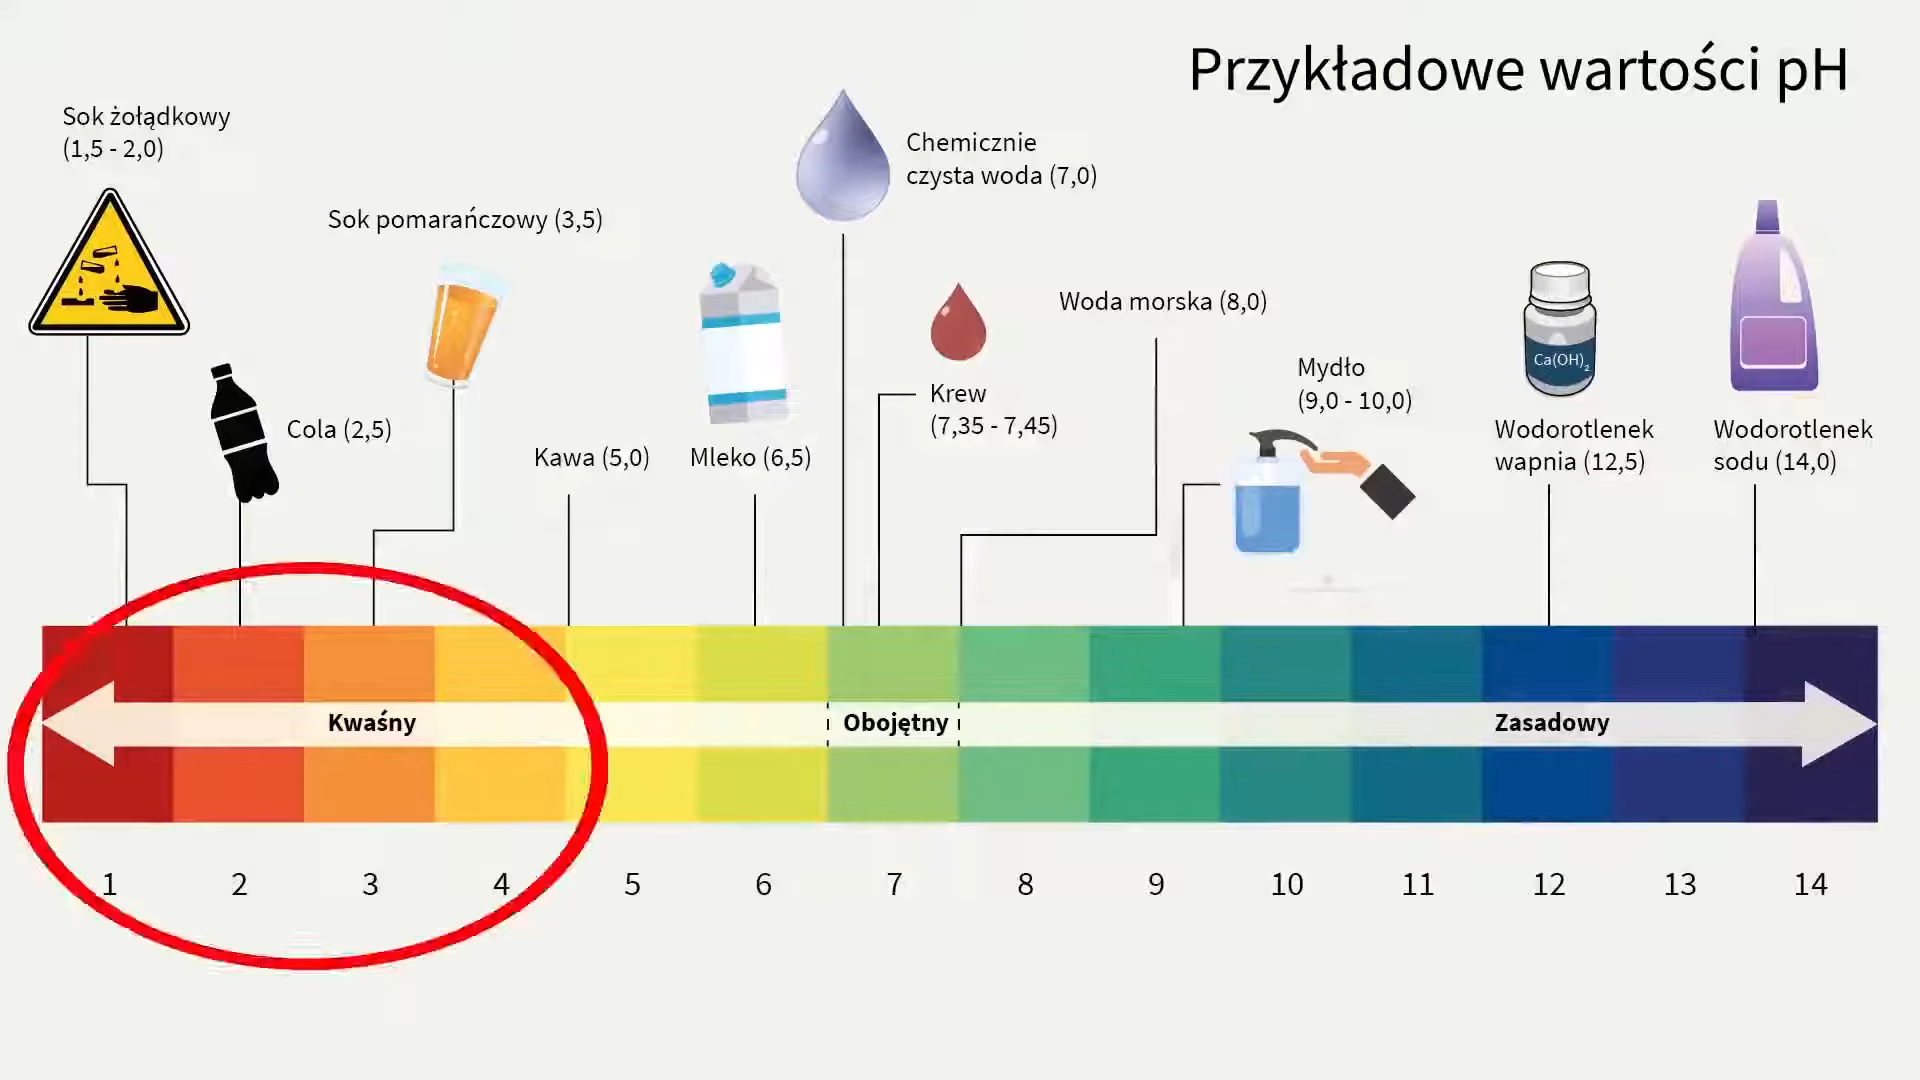 Przykładowe wartości pH
Sok żołądkowy
(1,5 - 2,0)
Cola (2,5)
Sok pomarańczowy (3,5)
Kawa (5,0)
Mleko (6,5)
Chemicznie
czysta woda (7,0)
Krew
(7,35 - 7,45)
Woda morska (8,0)
Mydło
(9,0 - 10,0)
Ca(OH)₂
Wodorotlenek
wapnia (12,5)
Wodorotlenek
sodu (14,0)
Kwaśny Obojętny Zasadowy
1 2 3 4 5 6 7 8 9 10 11 12 13 14